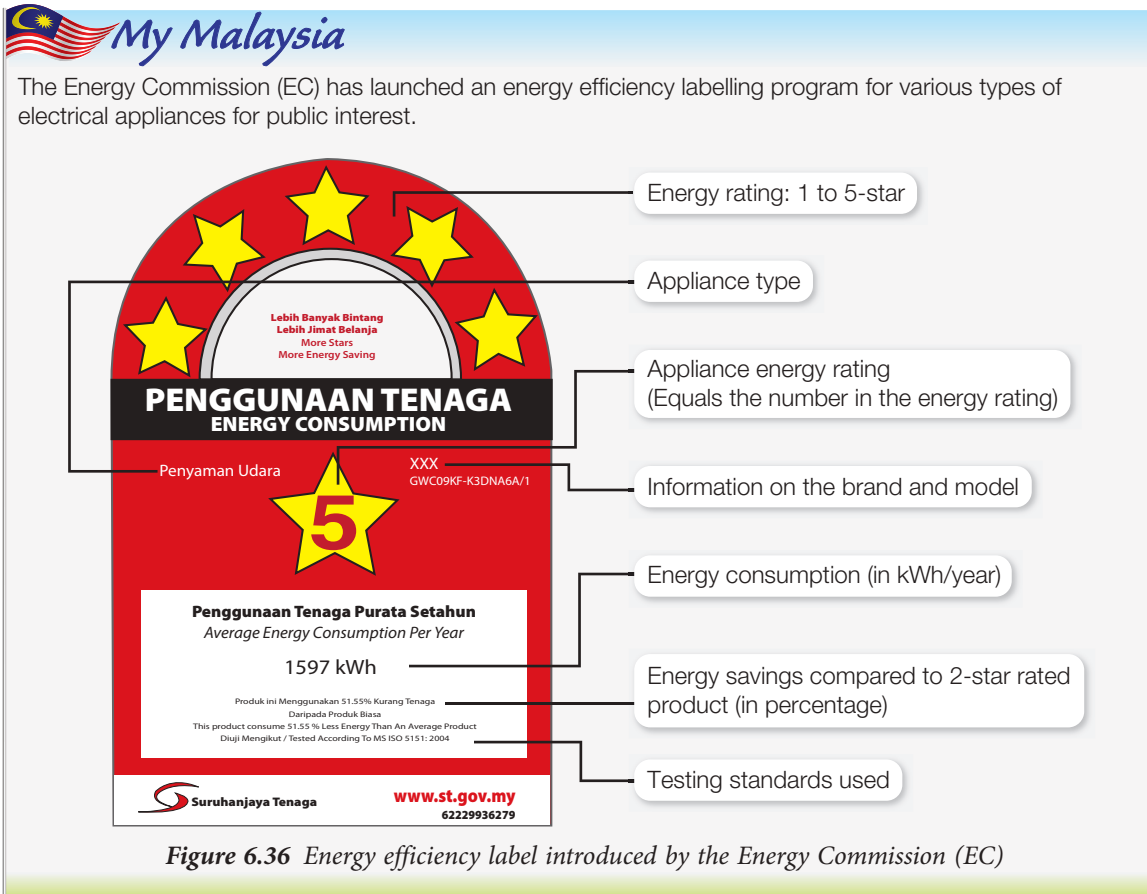 My Malaysia
The Energy Commission (EC) has launched an energy efficiency labelling program for various types of
electrical appliances for public interest.
Lebih Banyak Bintang
Lebih Jimat Belanja
More Stars
More Energy Saving
PENGGUNAAN TENAGA
ENERGY CONSUMPTION
Penyaman Udara
XXX
GWC09KF-K3DNA6A/1
5
Penggunaan Tenaga Purata Setahun
Average Energy Consumption Per Year
1597 kWh
Produk ini Menggunakan 51.55% Kurang Tenaga
Daripada Produk Biasa
This product consume 51.55 % Less Energy Than An Average Product
Diuji Mengikut / Tested According To MS ISO 5151: 2004
Suruhanjaya Tenaga
www.st.gov.my
62229936279
Energy rating: 1 to 5-star
Appliance type
Appliance energy rating
(Equals the number in the energy rating)
Information on the brand and model
Energy consumption (in kWh/year)
Energy savings compared to 2-star rated
product (in percentage)
Testing standards used
Figure 6.36 Energy efficiency label introduced by the Energy Commission (EC)